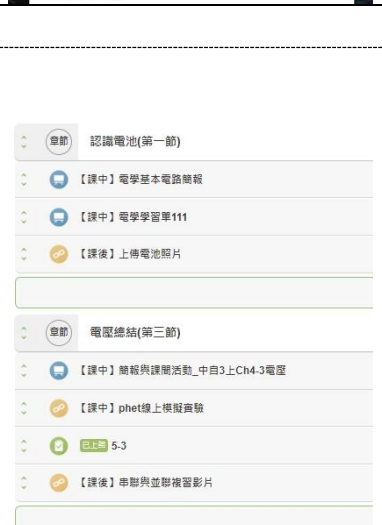 章節 認識電池(第一節)
【課中】電學基本電路簡報
【課中】電學學習單111
【課後】上傳電池照片
章節 電壓總結(第三節)
【課中】簡報與課間活動_中自3上Ch4-3電壓
【課中】phet線上模擬實驗
已上架 5-3
【課後】串聯與並聯複習影片